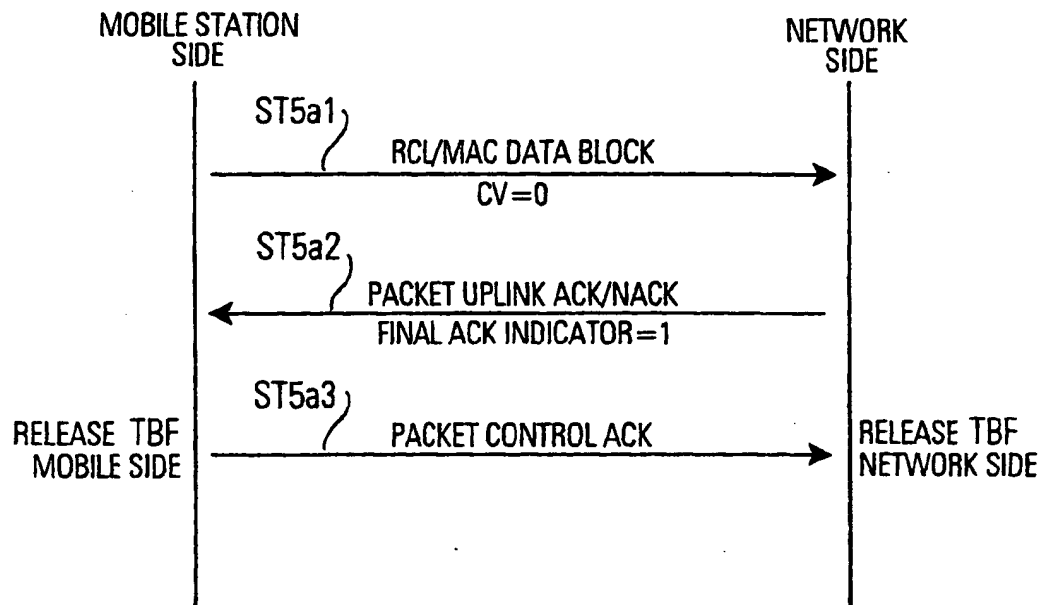 MOBILE STATION
SIDE
NETWORK
SIDE
ST5a1
RCL/MAC DATA BLOCK
CV=0
ST5a2
PACKET UPLINK ACK/NACK
FINAL ACK INDICATOR=1
ST5a3
RELEASE TBF
MOBILE SIDE
PACKET CONTROL ACK
RELEASE TBF
NETWORK SIDE